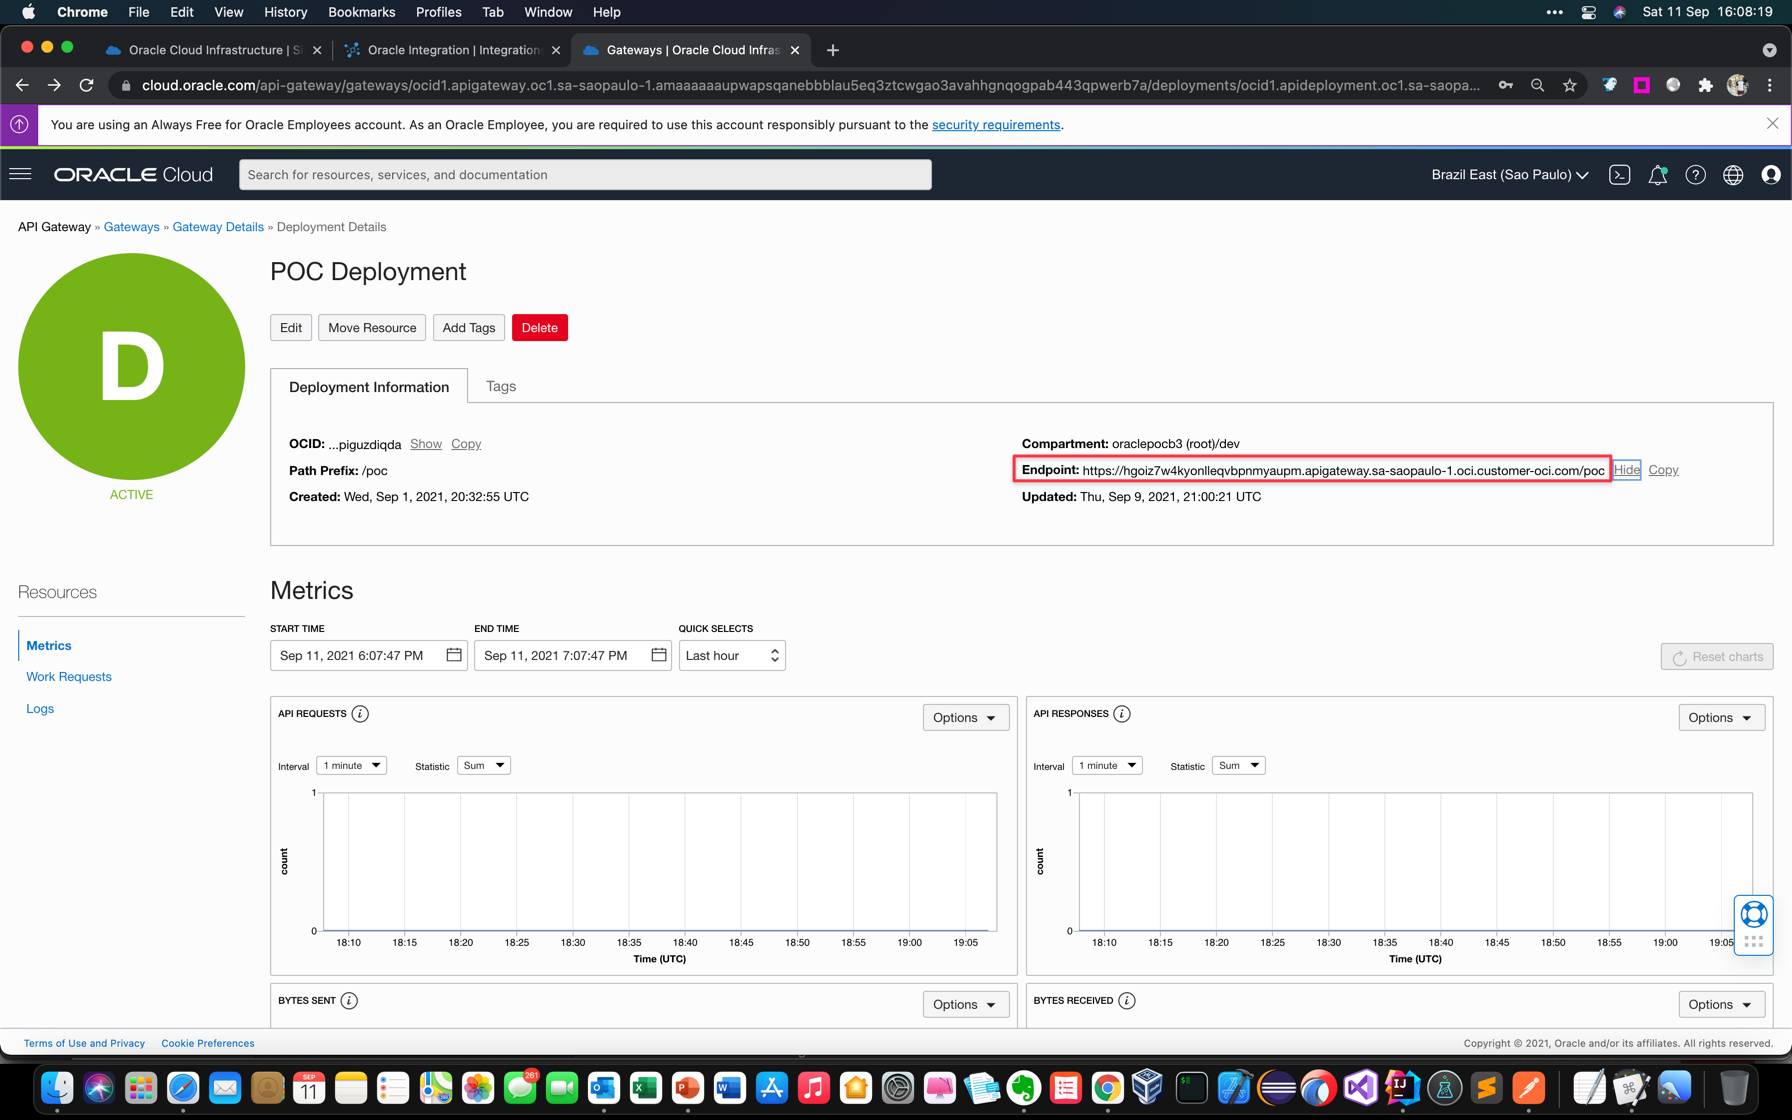 Chrome File Edit View History Bookmarks Profiles Tab Window Help
Sat 11 Sep 16:08:19
Oracle Cloud Infrastructure | Si
Oracle Integration | Integrations
Gateways | Oracle Cloud Infras
cloud.oracle.com/api-gateway/gateways/ocid1.apigateway.oc1.sa-saopaulo-1.amaaaaaaupwapsqanebbblau5eq3ztcwgao3avahhgnqogpab443qpwerb7a/deployments/ocid1.apideployment.oc1.sa-saopa...
You are using an Always Free for Oracle Employees account. As an Oracle Employee, you are required to use this account responsibly pursuant to the security requirements.
ORACLE Cloud
Search for resources, services, and documentation
Brazil East (Sao Paulo)
API Gateway » Gateways » Gateway Details » Deployment Details
D
ACTIVE
POC Deployment
Edit Move Resource Add Tags Delete
Deployment Information Tags
OCID: ...piguzdiqda Show Copy
Path Prefix: /poc
Created: Wed, Sep 1, 2021, 20:32:55 UTC
Compartment: oraclepocb3 (root)/dev
Endpoint: https://hgoiz7w4kyonlleqvbpnmyaupm.apigateway.sa-saopaulo-1.oci.customer-oci.com/poc Hide Copy
Updated: Thu, Sep 9, 2021, 21:00:21 UTC
Resources
Metrics
Work Requests
Logs
Metrics
START TIME END TIME QUICK SELECTS
Sep 11, 2021 6:07:47 PM Sep 11, 2021 7:07:47 PM Last hour
Reset charts
API REQUESTS Options
Interval 1 minute Statistic Sum
1
count
0
18:10 18:15 18:20 18:25 18:30 18:35 18:40 18:45 18:50 18:55 19:00 19:05
Time (UTC)
API RESPONSES Options
Interval 1 minute Statistic Sum
1
count
0
18:10 18:15 18:20 18:25 18:30 18:35 18:40 18:45 18:50 18:55 19:00 19:05
Time (UTC)
BYTES SENT Options
BYTES RECEIVED Options
Terms of Use and Privacy Cookie Preferences
Copyright © 2021, Oracle and/or its affiliates. All rights reserved.
SEP
11
261